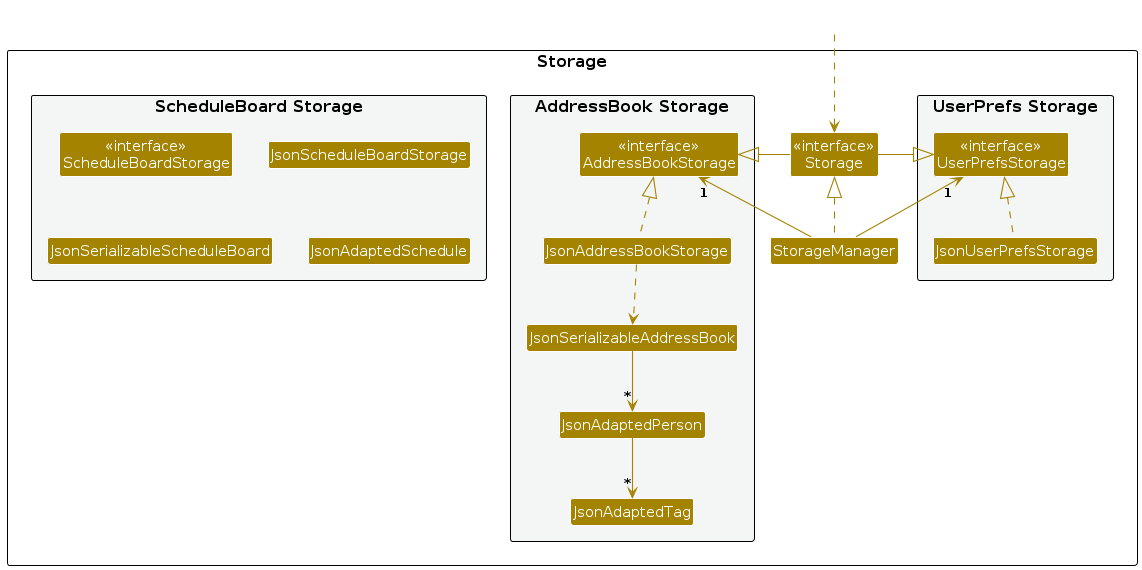 Storage
ScheduleBoard Storage
«interface»
ScheduleBoardStorage
JsonScheduleBoardStorage
JsonSerializableScheduleBoard
JsonAdaptedSchedule
AddressBook Storage
«interface»
AddressBookStorage
1
JsonAddressBookStorage
JsonSerializableAddressBook
*
JsonAdaptedPerson
*
JsonAdaptedTag
«interface»
Storage
StorageManager
UserPrefs Storage
«interface»
UserPrefsStorage
1
JsonUserPrefsStorage